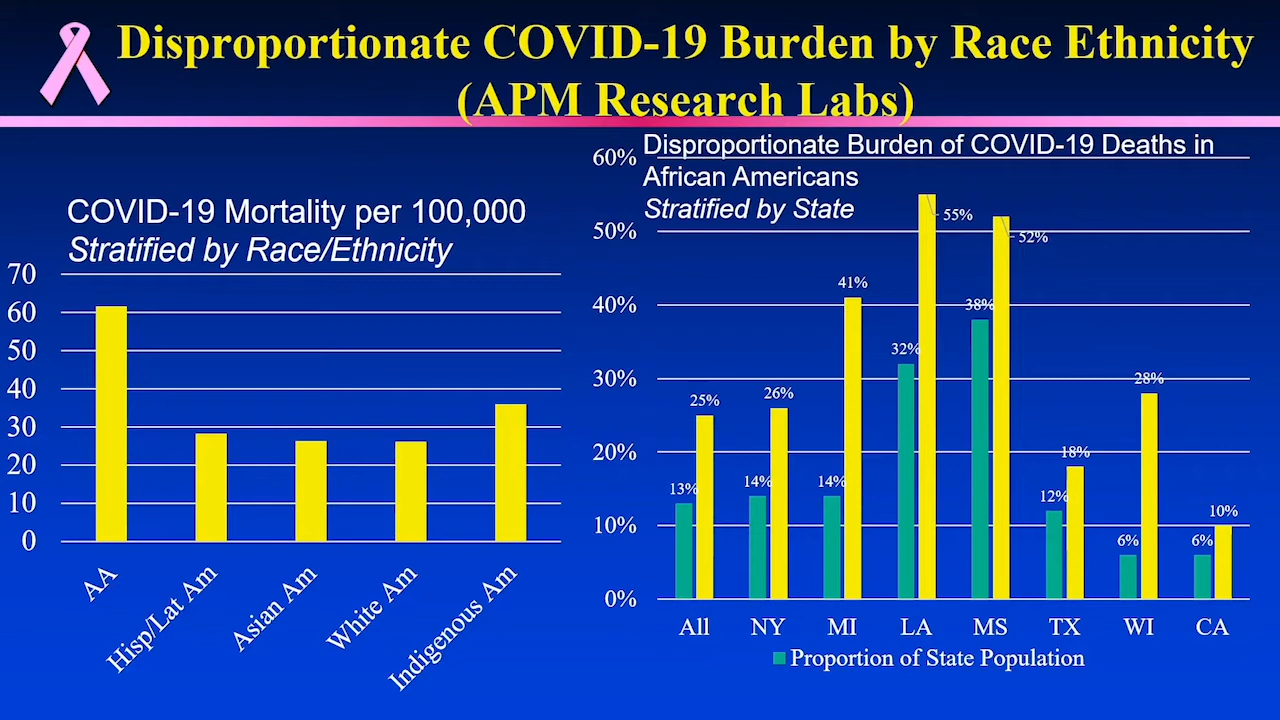 Disproportionate COVID-19 Burden by Race Ethnicity
(APM Research Labs)
COVID-19 Mortality per 100,000
Stratified by Race/Ethnicity
70
60
50
40
30
20
10
0
AA
Hisp/Lat Am
Asian Am
White Am
Indigenous Am
Disproportionate Burden of COVID-19 Deaths in
African Americans
Stratified by State
60%
50%
40%
30%
20%
10%
0%
13%
25%
14%
26%
14%
41%
32%
55%
38%
52%
12%
18%
6%
28%
6%
10%
All NY MI LA MS TX WI CA
Proportion of State Population